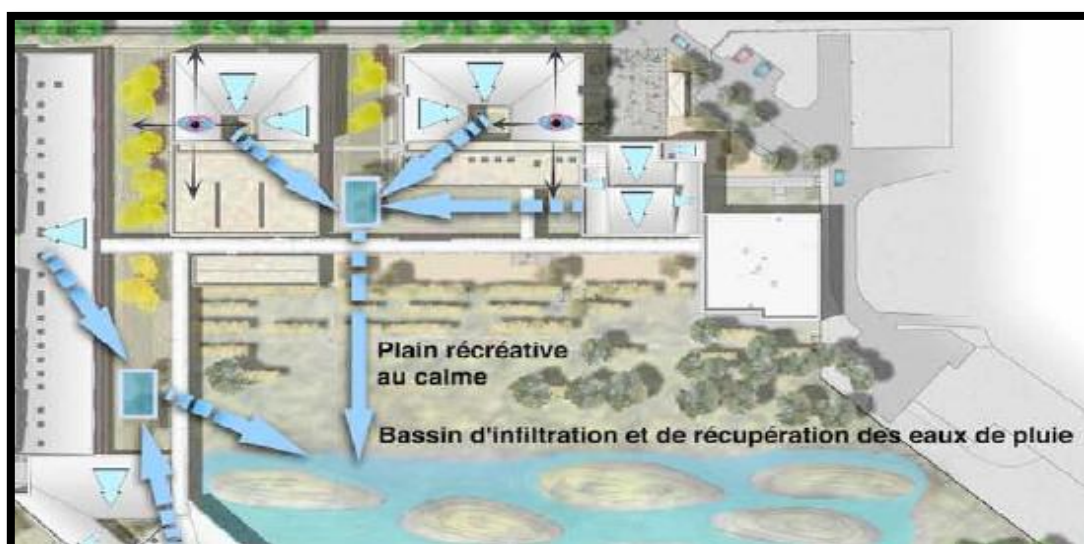 Plain récréative
au calme
Bassin d'infiltration et de récupération des eaux de pluie